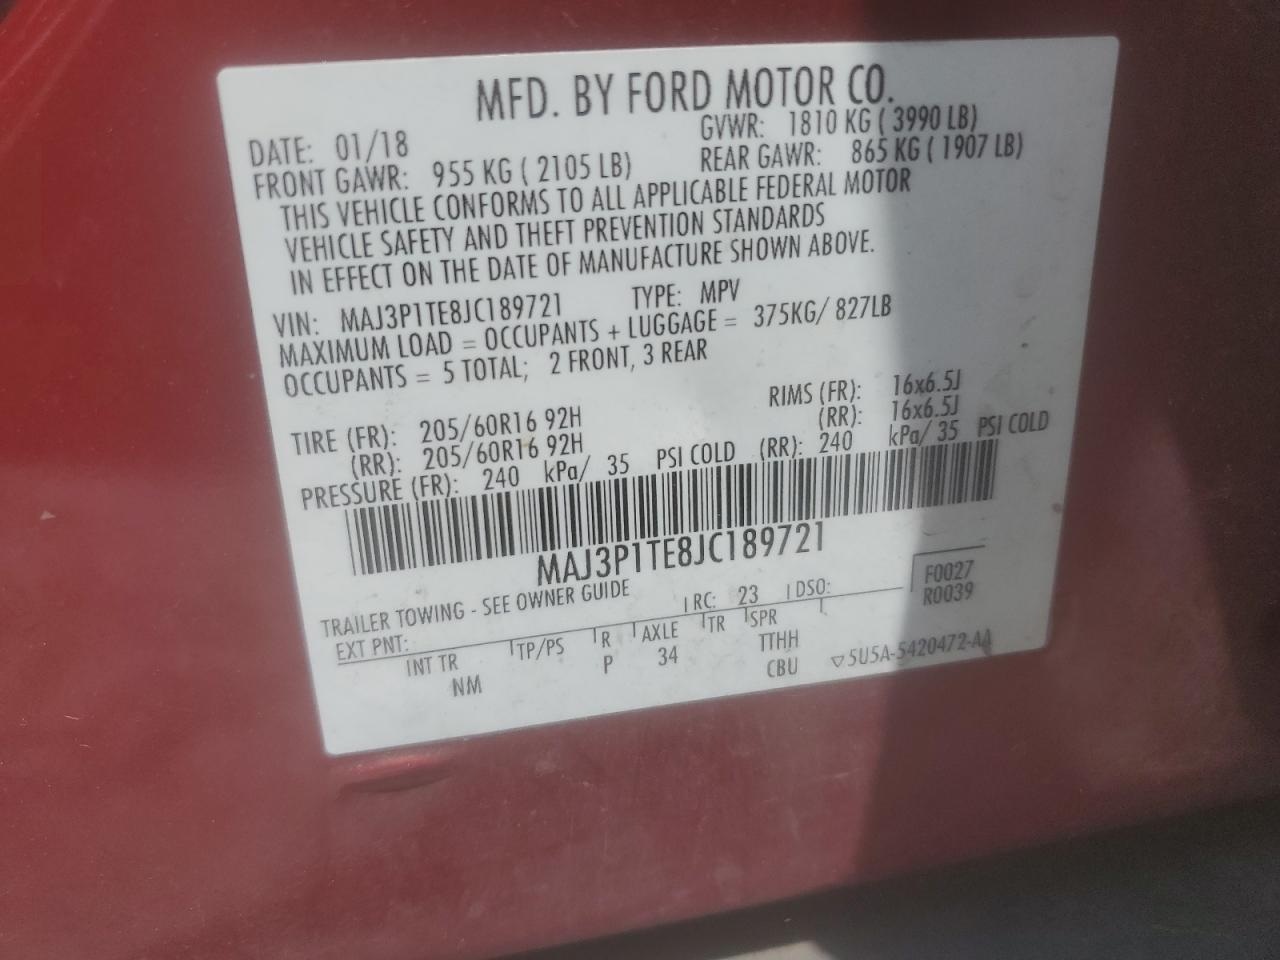 MFD. BY FORD MOTOR CO.
DATE: 01/18 GVWR: 1810 KG ( 3990 LB)
FRONT GAWR: 955 KG ( 2105 LB) REAR GAWR: 865 KG ( 1907 LB)
THIS VEHICLE CONFORMS TO ALL APPLICABLE FEDERAL MOTOR
VEHICLE SAFETY AND THEFT PREVENTION STANDARDS
IN EFFECT ON THE DATE OF MANUFACTURE SHOWN ABOVE.
VIN: MAJ3P1TE8JC189721 TYPE: MPV
MAXIMUM LOAD = OCCUPANTS + LUGGAGE = 375KG/ 827LB
OCCUPANTS = 5 TOTAL; 2 FRONT, 3 REAR
TIRE (FR): 205/60R16 92H RIMS (FR): 16x6.5J
(RR): 205/60R16 92H (RR): 16x6.5J
PRESSURE (FR): 240 kPa/ 35 PSI COLD (RR): 240 kPa/ 35 PSI COLD
MAJ3P1TE8JC189721
TRAILER TOWING - SEE OWNER GUIDE
EXT PNT: RC: 23 DSO: F0027
R0039
INT TR TP/PS R AXLE TR SPR
NM P 34 TTHH
CBU ▽5U5A-5420472-AA